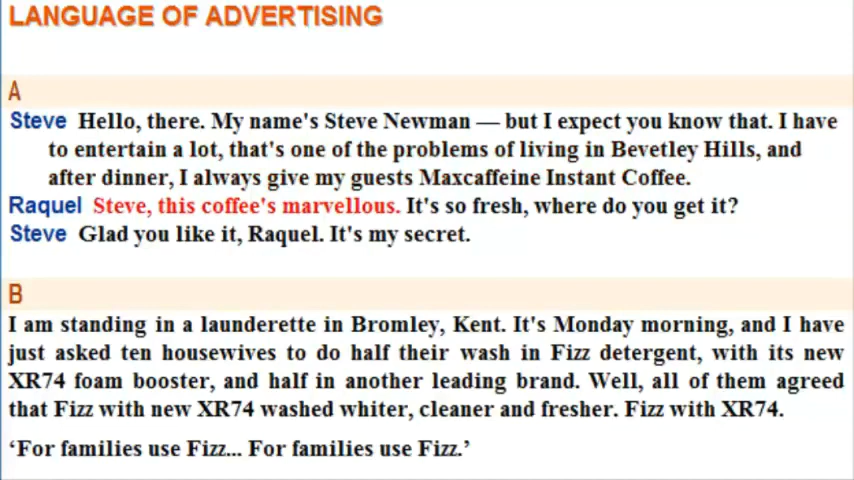 LANGUAGE OF ADVERTISING
A
Steve Hello, there. My name's Steve Newman — but I expect you know that. I have
to entertain a lot, that's one of the problems of living in Bevetley Hills, and
after dinner, I always give my guests Maxcaffeine Instant Coffee.
Raquel Steve, this coffee's marvellous. It's so fresh, where do you get it?
Steve Glad you like it, Raquel. It's my secret.
B
I am standing in a launderette in Bromley, Kent. It's Monday morning, and I have
just asked ten housewives to do half their wash in Fizz detergent, with its new
XR74 foam booster, and half in another leading brand. Well, all of them agreed
that Fizz with new XR74 washed whiter, cleaner and fresher. Fizz with XR74.
‘For families use Fizz... For families use Fizz.’